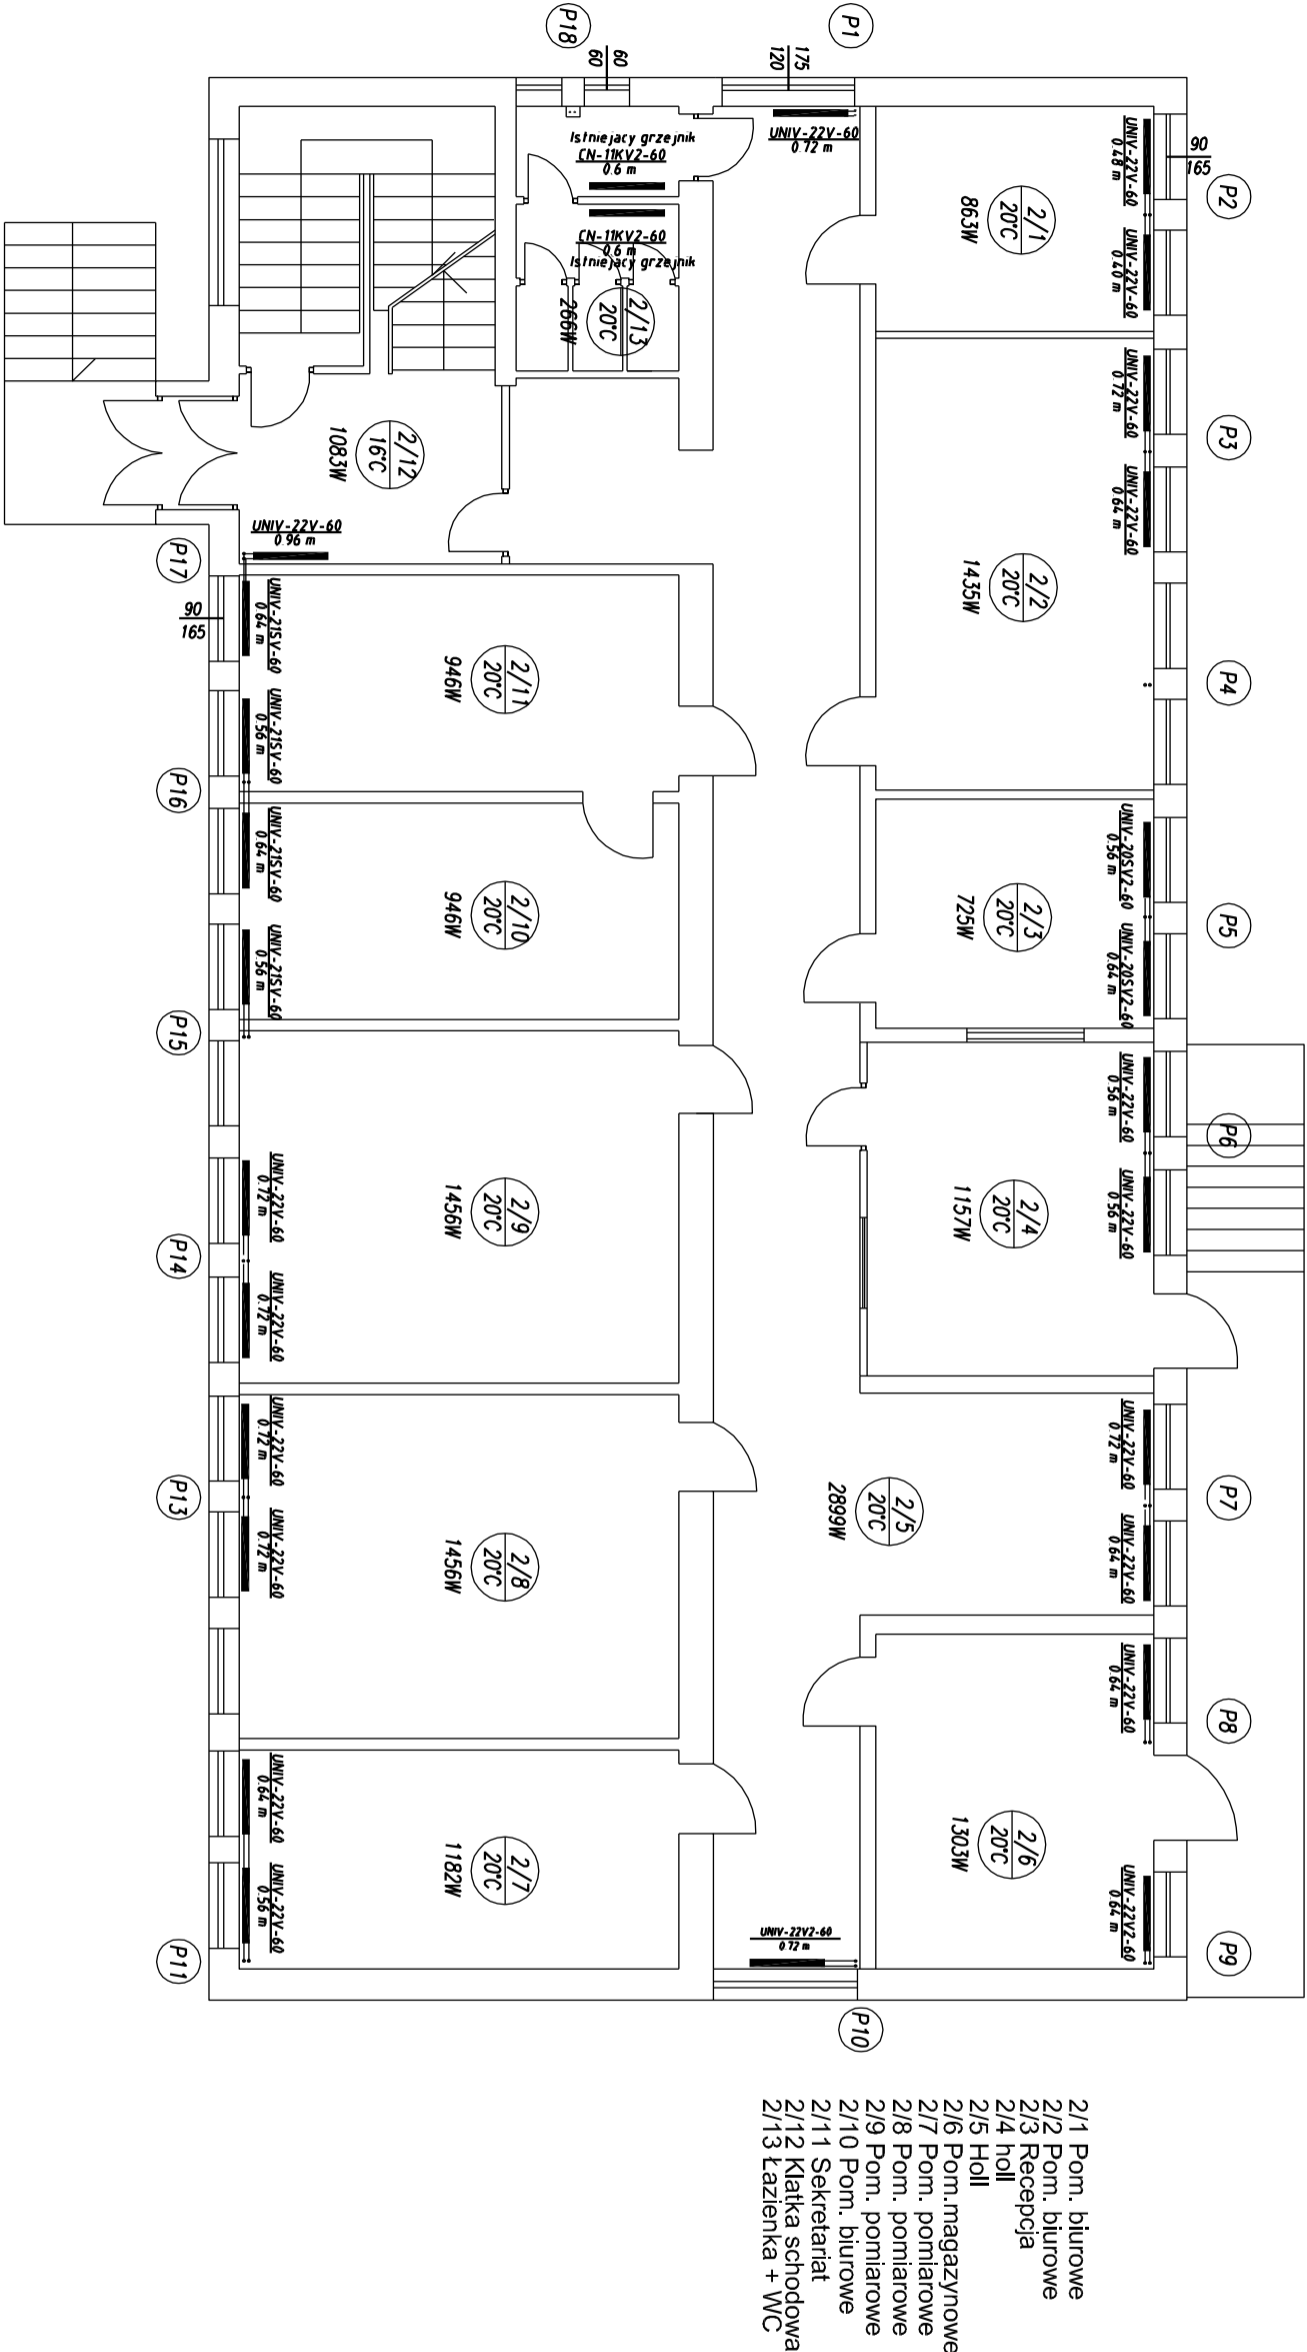 P1
P18
175
120
60
60
UNIV-22V-60
0.72 m
Istniejacy grzejnik
CN-11KV2-60
0.6 m
CN-11KV2-60
0.6 m
Istniejacy grzejnik
2/13
20°C
266W
UNIV-22V-60
0.48 m
UNIV-22V-60
0.40 m
90
165
P2
2/1
20°C
863W
UNIV-22V-60
0.72 m
UNIV-22V-60
0.64 m
P3
2/2
20°C
1435W
P4
UNIV-20SV2-60
0.56 m
UNIV-20SV2-60
0.64 m
P5
2/3
20°C
725W
UNIV-22V-60
0.56 m
UNIV-22V-60
0.56 m
P6
2/4
20°C
1157W
UNIV-22V-60
0.72 m
UNIV-22V-60
0.64 m
P7
2/5
20°C
2899W
UNIV-22V-60
0.64 m
P8
2/6
20°C
1303W
UNIV-22V2-60
0.64 m
P9
UNIV-22V2-60
0.72 m
P10
2/12
16°C
1083W
UNIV-22V-60
0.96 m
P17
90
165
UNIV-21SV-60
0.64 m
UNIV-21SV-60
0.56 m
2/11
20°C
946W
P16
UNIV-21SV-60
0.64 m
UNIV-21SV-60
0.56 m
2/10
20°C
946W
P15
UNIV-22V-60
0.72 m
UNIV-22V-60
0.72 m
2/9
20°C
1456W
P14
UNIV-22V-60
0.72 m
UNIV-22V-60
0.72 m
2/8
20°C
1456W
P13
UNIV-22V-60
0.64 m
UNIV-22V-60
0.56 m
2/7
20°C
1182W
P11
2/1 Pom. biurowe
2/2 Pom. biurowe
2/3 Recepcja
2/4 holl
2/5 Holl
2/6 Pom.magazynowe
2/7 Pom. pomiarowe
2/8 Pom. pomiarowe
2/9 Pom. pomiarowe
2/10 Pom. biurowe
2/11 Sekretariat
2/12 Klatka schodowa
2/13 Łazienka + WC